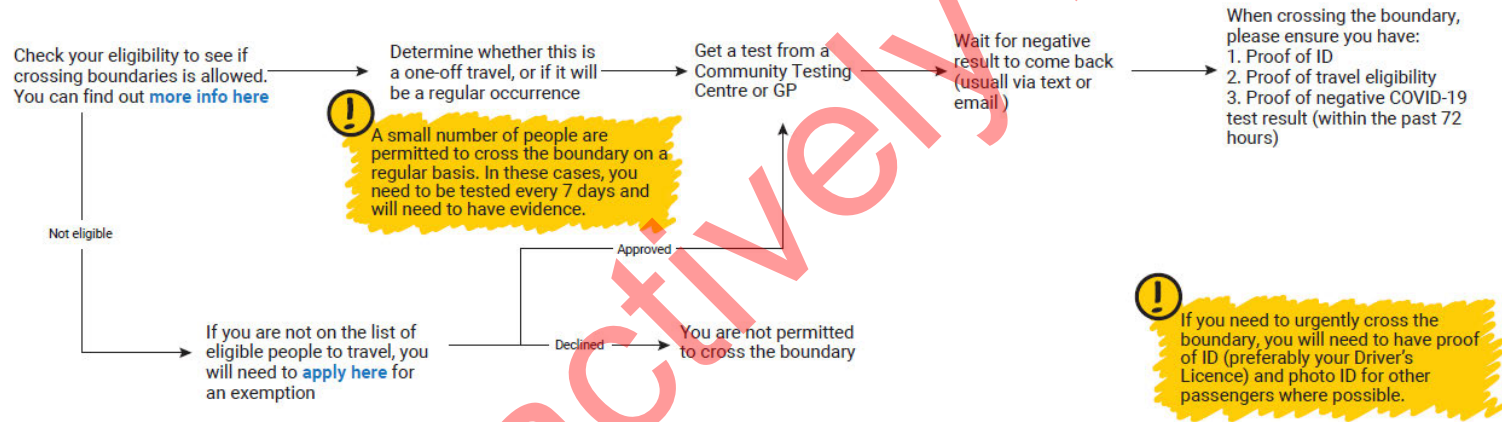 Check your eligibility to see if
crossing boundaries is allowed.
You can find out more info here
Determine whether this is
a one-off travel, or if it will
be a regular occurrence
Get a test from a
Community Testing
Centre or GP
Wait for negative
result to come back
(usuall via text or
email )
When crossing the boundary,
please ensure you have:
1. Proof of ID
2. Proof of travel eligibility
3. Proof of negative COVID-19
test result (within the past 72
hours)
A small number of people are
permitted to cross the boundary on a
regular basis. In these cases, you
need to be tested every 7 days and
will need to have evidence.
Not eligible
Approved
If you are not on the list of
eligible people to travel, you
will need to apply here for
an exemption
Declined
You are not permitted
to cross the boundary
If you need to urgently cross the
boundary, you will need to have proof
of ID (preferably your Driver's
Licence) and photo ID for other
passengers where possible.